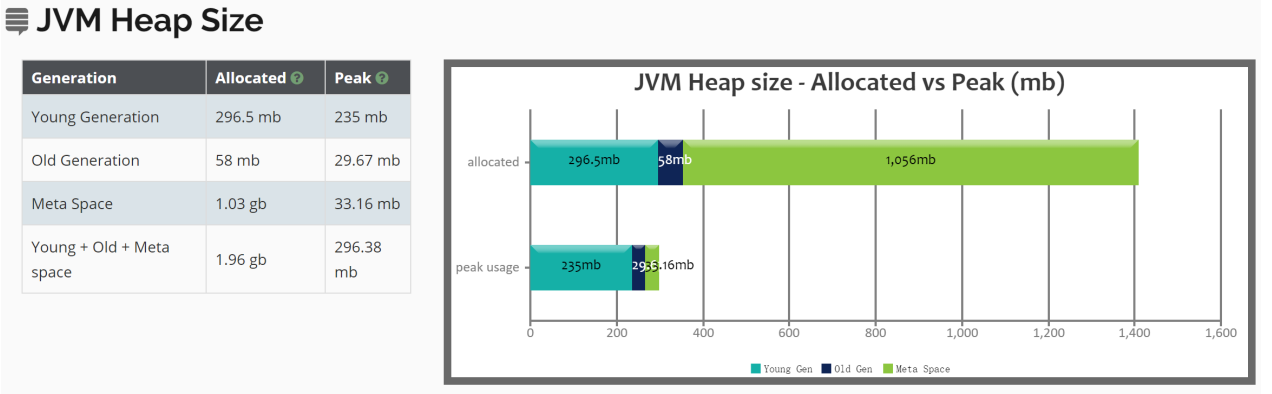 JVM Heap Size
Generation Allocated Peak
Young Generation 296.5 mb 235 mb
Old Generation 58 mb 29.67 mb
Meta Space 1.03 gb 33.16 mb
Young + Old + Meta space 1.96 gb 296.38 mb
JVM Heap size - Allocated vs Peak (mb)
allocated 296.5mb 58mb 1,056mb
peak usage 235mb 33.16mb
0 200 400 600 800 1,000 1,200 1,400 1,600
Young Gen Old Gen Meta Space